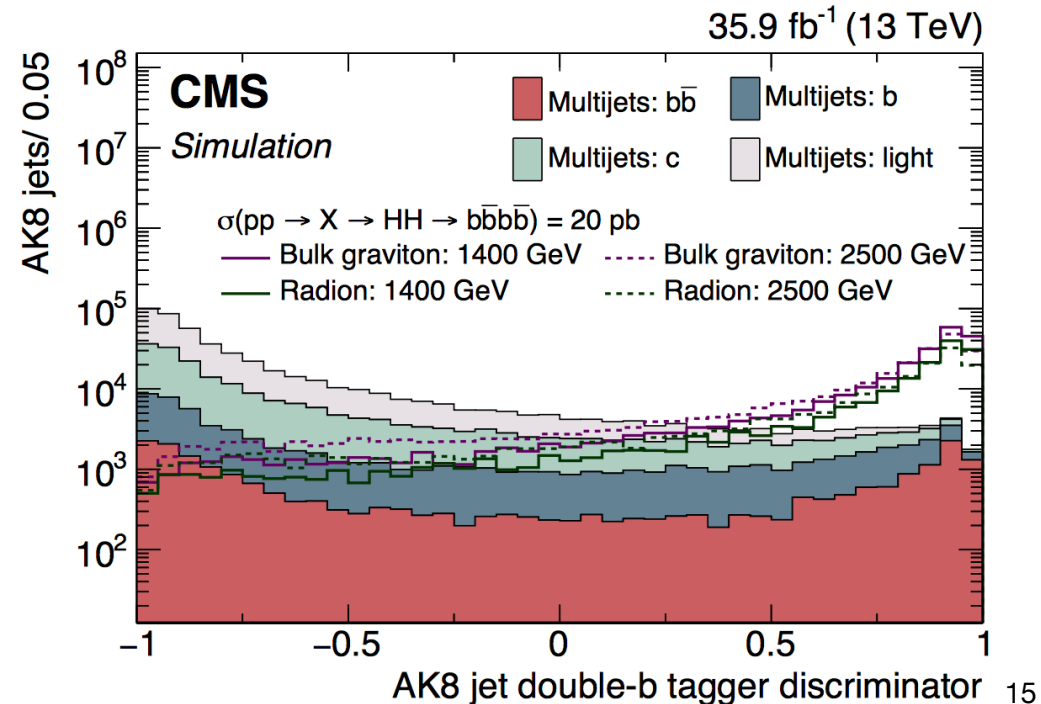 35.9 fb⁻¹ (13 TeV)
AK8 jets/ 0.05
10⁸
10⁷
10⁶
10⁵
10⁴
10³
10²
CMS
Simulation
Multijets: bb̅
Multijets: b
Multijets: c
Multijets: light
σ(pp → X → HH → bb̅bb̅) = 20 pb
Bulk graviton: 1400 GeV
Bulk graviton: 2500 GeV
Radion: 1400 GeV
Radion: 2500 GeV
−1 −0.5 0 0.5 1
AK8 jet double-b tagger discriminator
15